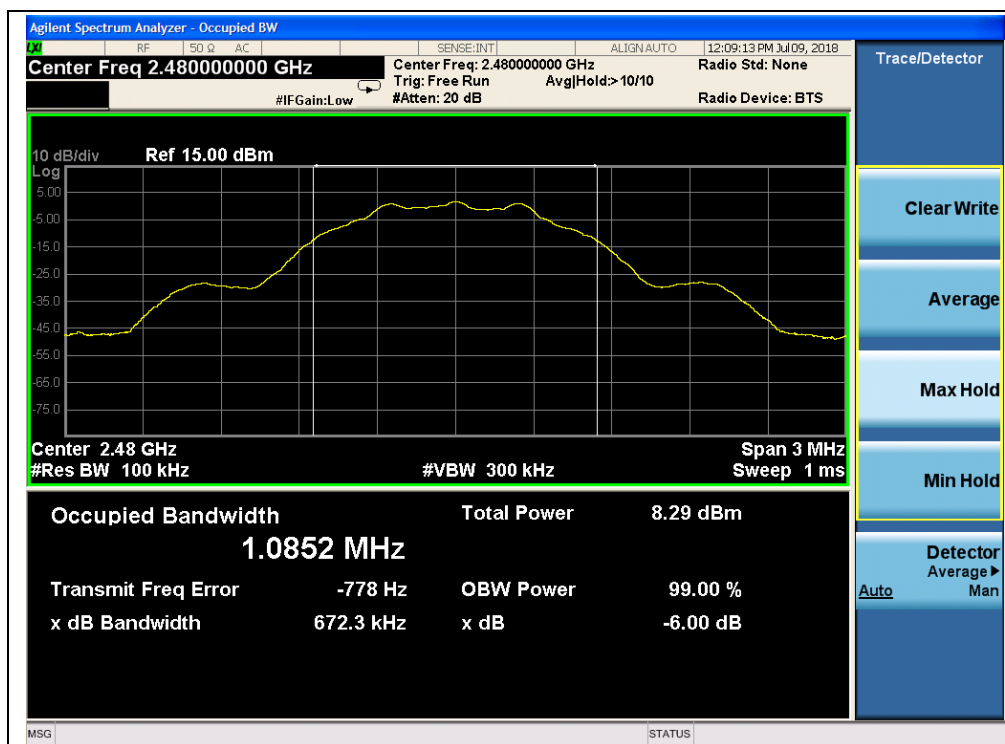 Agilent Spectrum Analyzer - Occupied BW
LXI RF 50 Ω AC SENSE:INT ALIGN AUTO 12:09:13 PM Jul 09, 2018
Center Freq 2.480000000 GHz
Center Freq: 2.480000000 GHz Radio Std: None
Trig: Free Run Avg|Hold:>10/10
#IFGain:Low #Atten: 20 dB Radio Device: BTS
10 dB/div Ref 15.00 dBm
Log
5.00
-5.00
-15.0
-25.0
-35.0
-45.0
-55.0
-65.0
-75.0
Center 2.48 GHz Span 3 MHz
#Res BW 100 kHz #VBW 300 kHz Sweep 1 ms
Occupied Bandwidth Total Power 8.29 dBm
1.0852 MHz
Transmit Freq Error -778 Hz OBW Power 99.00 %
x dB Bandwidth 672.3 kHz x dB -6.00 dB
Trace/Detector
Clear Write
Average
Max Hold
Min Hold
Detector
Average
Auto Man
MSG STATUS